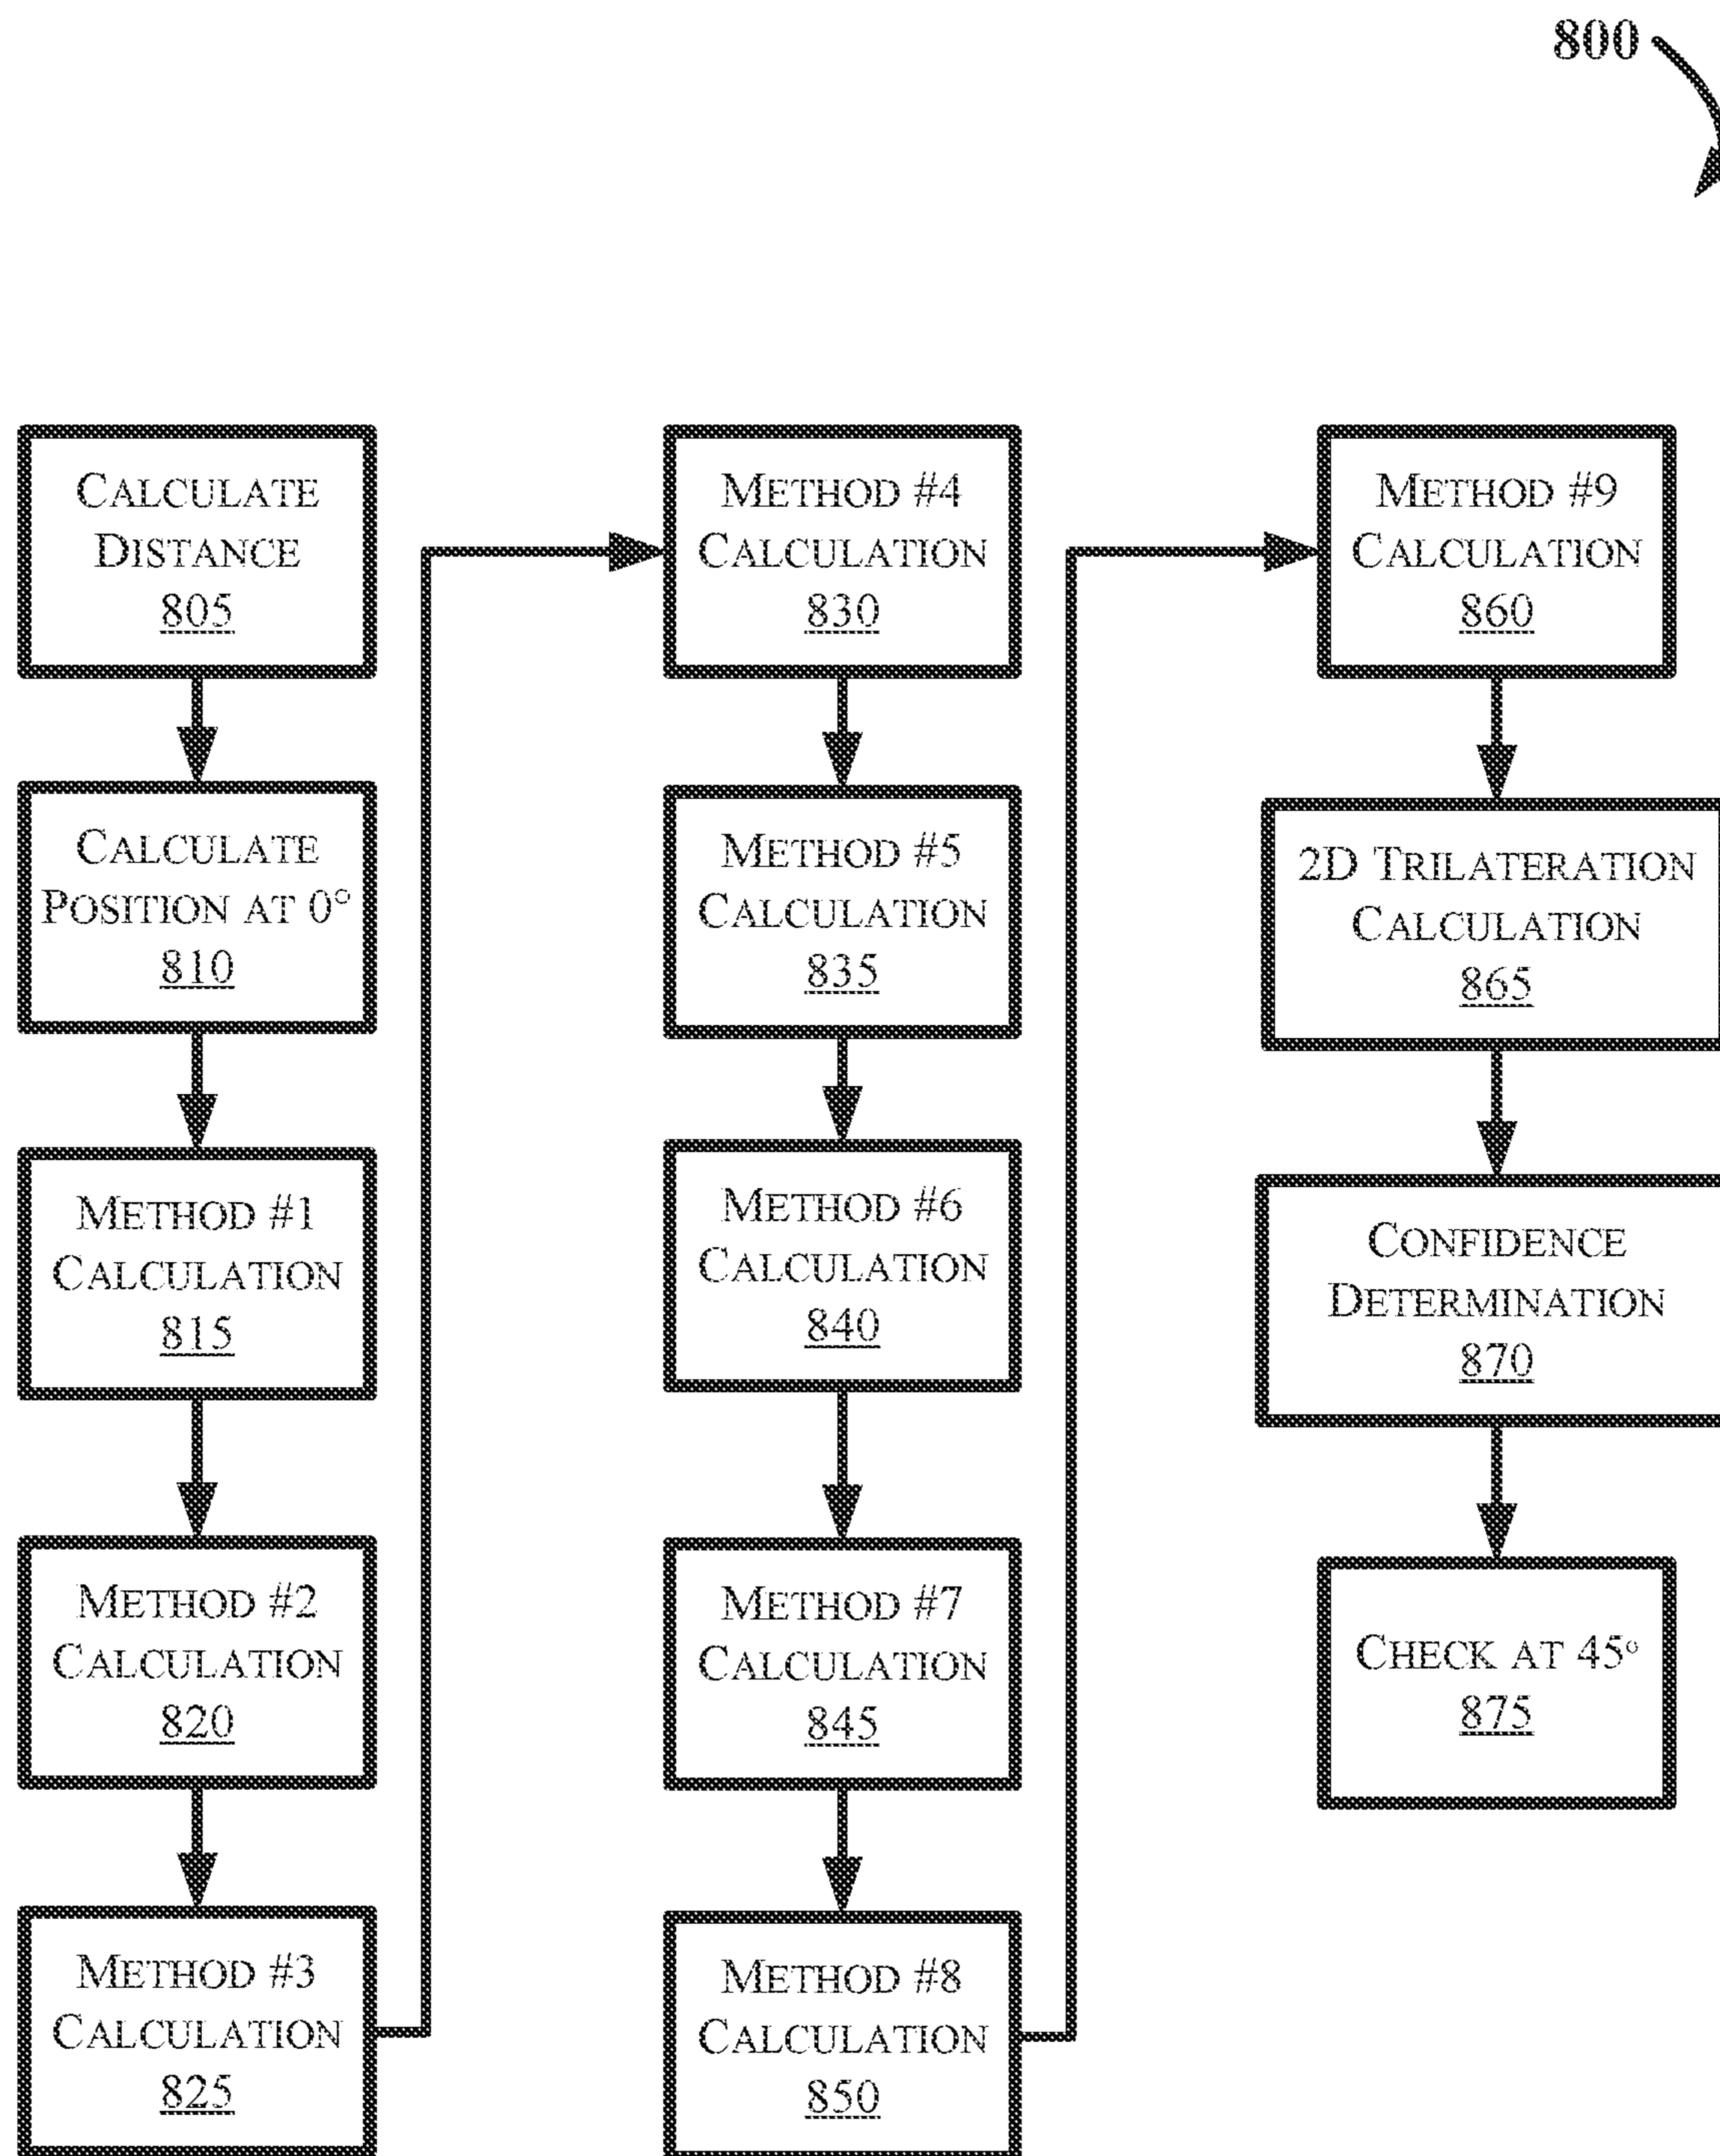 800
CALCULATE
DISTANCE
805
CALCULATE
POSITION AT 0°
810
METHOD #1
CALCULATION
815
METHOD #2
CALCULATION
820
METHOD #3
CALCULATION
825
METHOD #4
CALCULATION
830
METHOD #5
CALCULATION
835
METHOD #6
CALCULATION
840
METHOD #7
CALCULATION
845
METHOD #8
CALCULATION
850
METHOD #9
CALCULATION
860
2D TRILATERATION
CALCULATION
865
CONFIDENCE
DETERMINATION
870
CHECK AT 45°
875